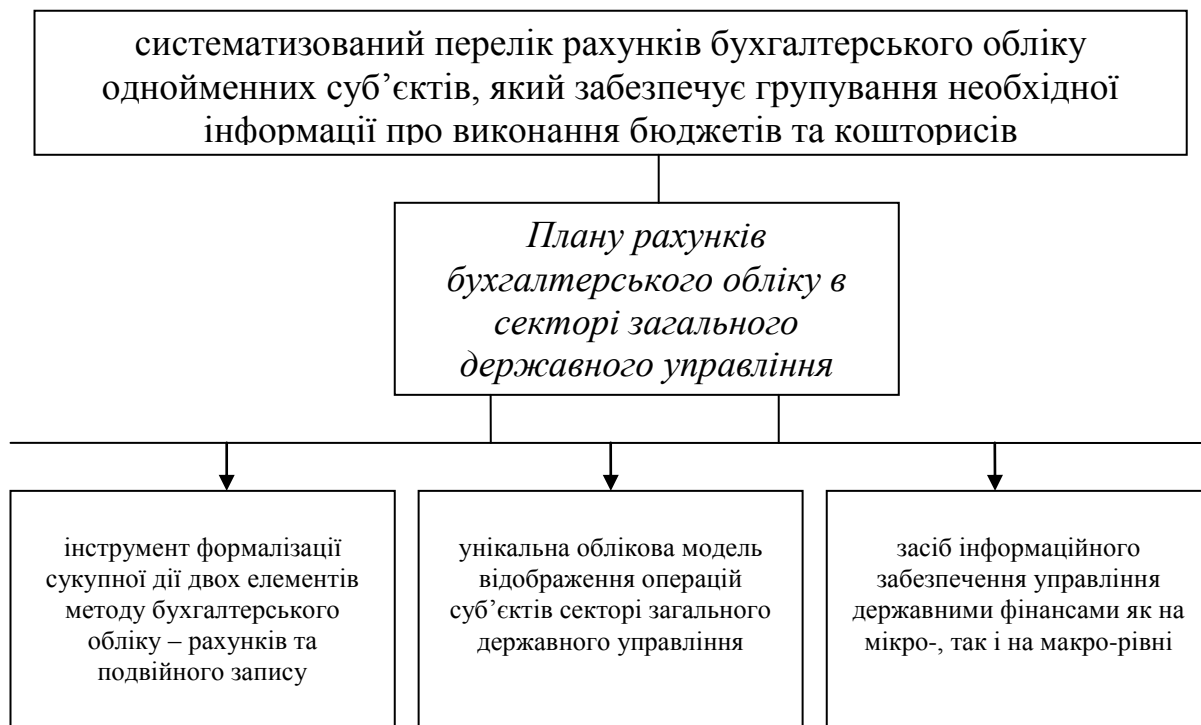 систематизований перелік рахунків бухгалтерського обліку
однойменних суб’єктів, який забезпечує групування необхідної
інформації про виконання бюджетів та кошторисів
Плану рахунків
бухгалтерського обліку в
секторі загального
державного управління
інструмент формалізації
сукупної дії двох елементів
методу бухгалтерського
обліку – рахунків та
подвійного запису
унікальна облікова модель
відображення операцій
суб’єктів секторі загального
державного управління
засіб інформаційного
забезпечення управління
державними фінансами як на
мікро-, так і на макро-рівні